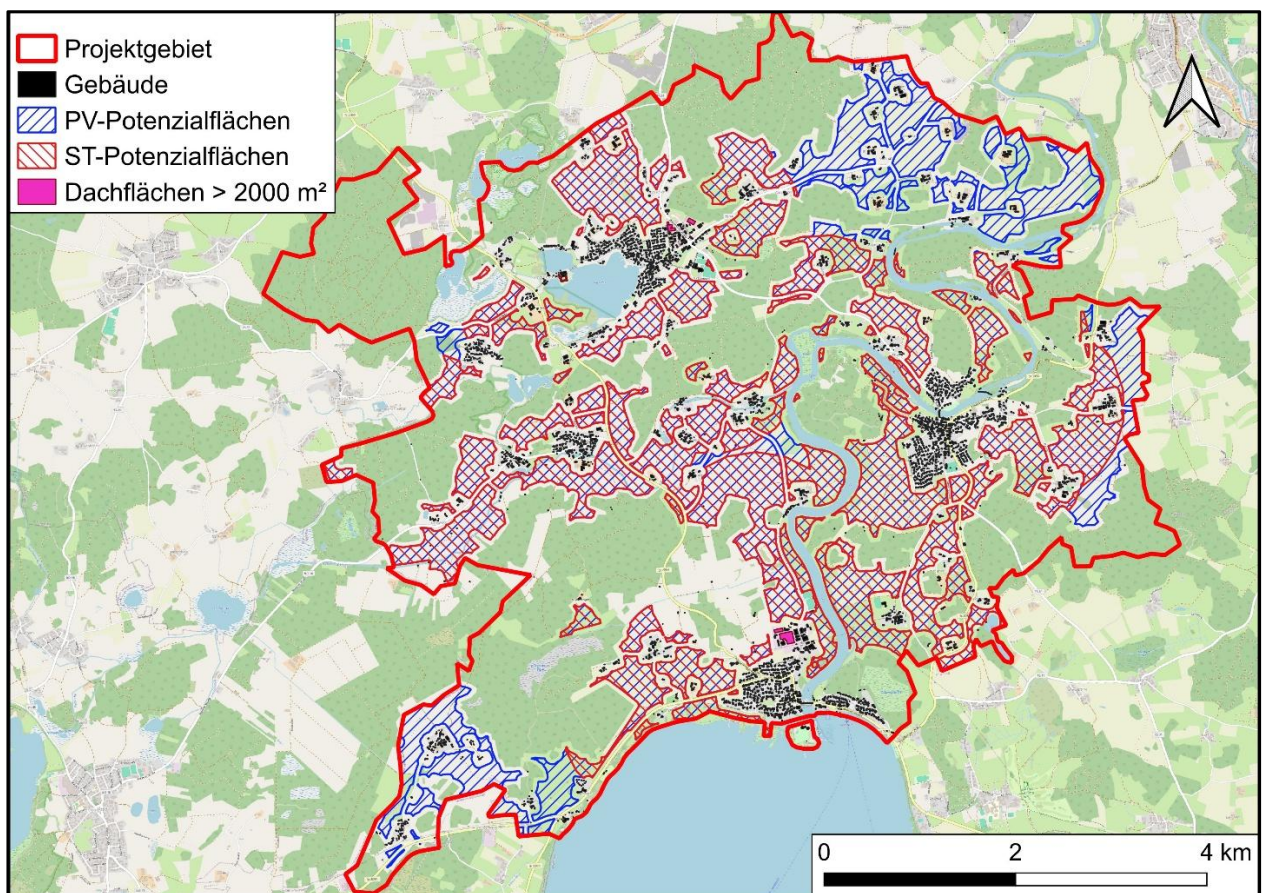 Projektgebiet
Gebäude
PV-Potenzialflächen
ST-Potenzialflächen
Dachflächen > 2000 m²
0 2 4 km